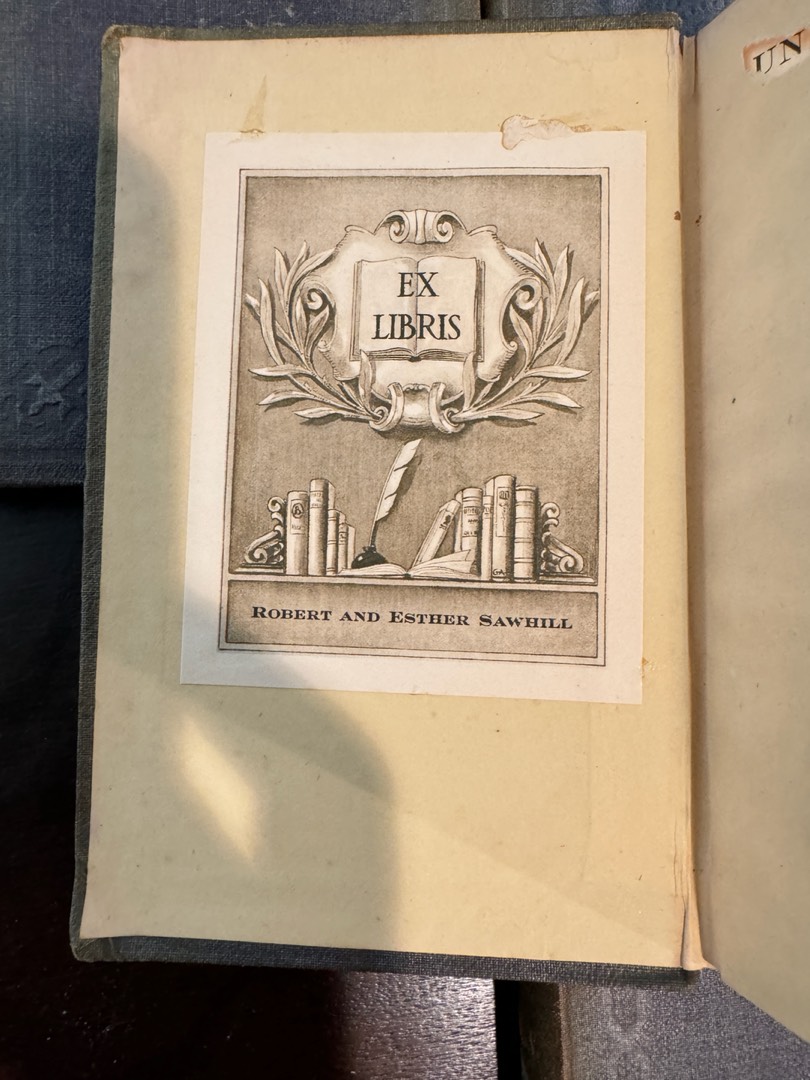 EX
LIBRIS
ROBERT AND ESTHER SAWHILL
UN